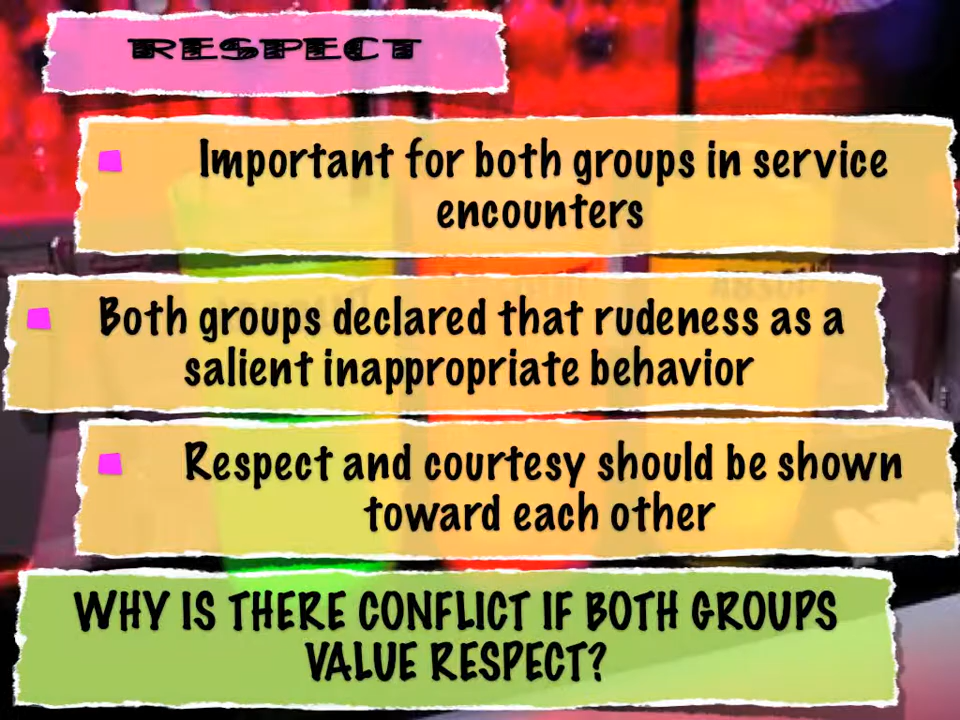 RESPECT
Important for both groups in service
encounters
Both groups declared that rudeness as a
salient inappropriate behavior
Respect and courtesy should be shown
toward each other
WHY IS THERE CONFLICT IF BOTH GROUPS
VALUE RESPECT?